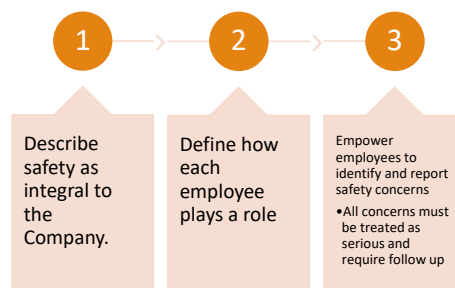 1
2
3
Describe
safety as
integral to
the
Company.
Define how
each
employee
plays a role
Empower
employees to
identify and report
safety concerns
•All concerns must
be treated as
serious and
require follow up